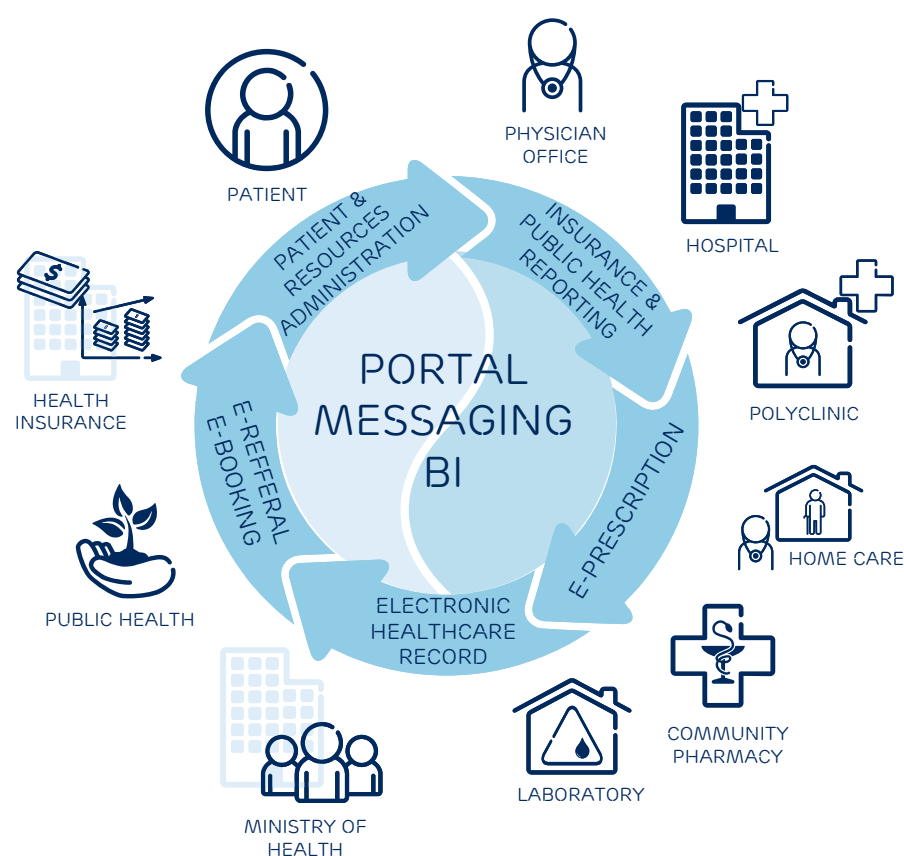 PATIENT
PHYSICIAN
OFFICE
HOSPITAL
POLYCLINIC
HOME CARE
COMMUNITY
PHARMACY
LABORATORY
MINISTRY OF
HEALTH
PUBLIC HEALTH
HEALTH
INSURANCE
$
PATIENT &
RESOURCES
ADMINISTRATION
INSURANCE &
PUBLIC HEALTH
REPORTING
E-PRESCRIPTION
ELECTRONIC
HEALTHCARE
RECORD
E-REFFERAL
E-BOOKING
PORTAL
MESSAGING
BI